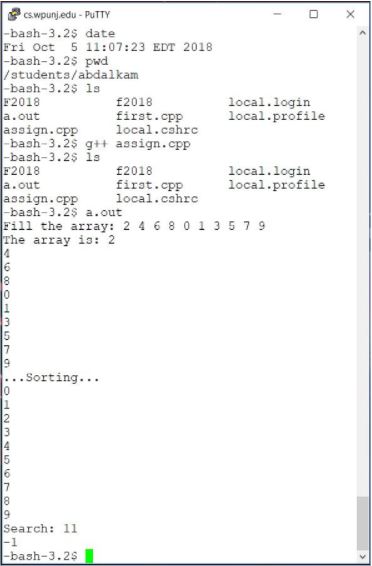 cs.wpunj.edu - PuTTY
-bash-3.2$ date
Fri Oct  5 11:07:23 EDT 2018
-bash-3.2$ pwd
/students/abdalkam
-bash-3.2$ ls
F2018          f2018          local.login
a.out          first.cpp      local.profile
assign.cpp     local.cshrc
-bash-3.2$ g++ assign.cpp
-bash-3.2$ ls
F2018          f2018          local.login
a.out          first.cpp      local.profile
assign.cpp     local.cshrc
-bash-3.2$ a.out
Fill the array: 2 4 6 8 0 1 3 5 7 9
The array is: 2
4
6
8
0
1
3
5
7
9
...Sorting...
0
1
2
3
4
5
6
7
8
9
Search: 11
-1
-bash-3.2$